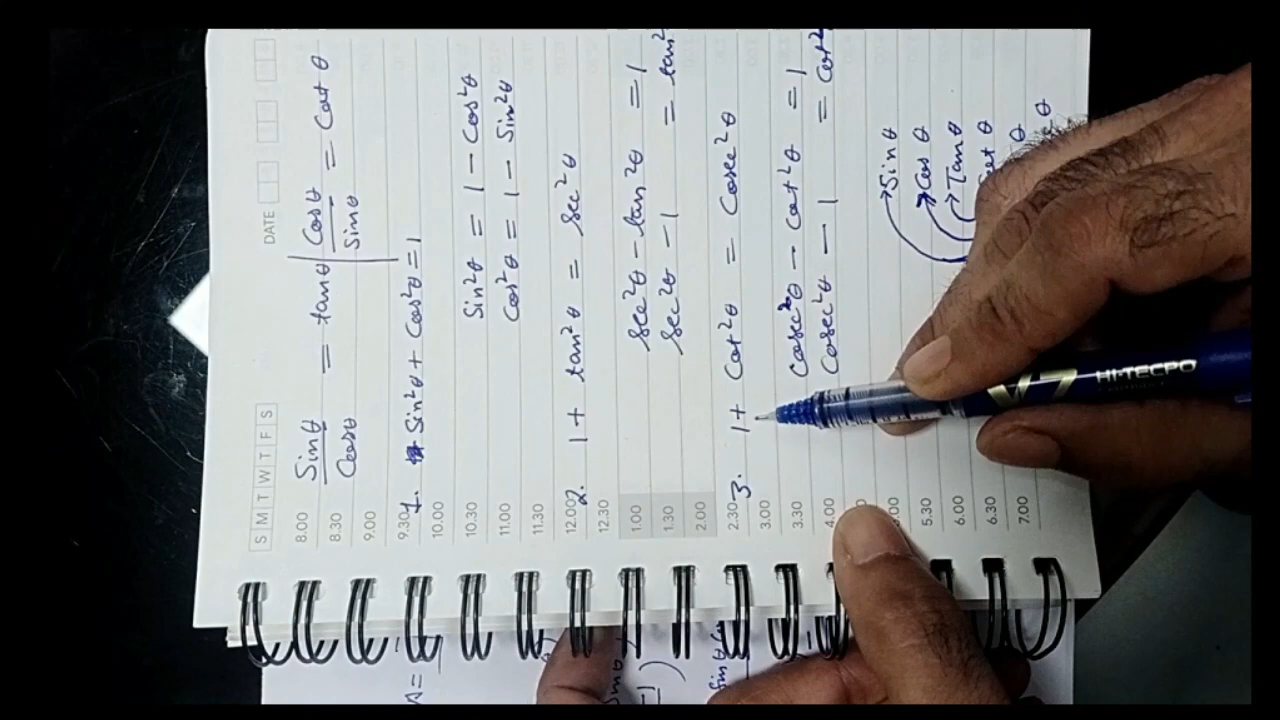 DATE
S M T W T F S
8.00
8.30
9.00
9.30
10.00
10.30
11.00
11.30
12.00
12.30
1.00
1.30
2.00
2.30
3.00
3.30
4.00
5.30
6.00
6.30
7.00
Sinθ/Cosθ = tanθ | Cosθ/Sinθ = Cot θ
1. Sin²θ + Cos²θ = 1
Sin²θ = 1 - Cos²θ
Cos²θ = 1 - Sin²θ
2. 1 + tan²θ = Sec²θ
Sec²θ - tan²θ = 1
Sec²θ - 1 = tan²
3. 1 + Cot²θ = Cosec²θ
Cosec²θ - Cot²θ = 1
Cosec²θ - 1 = Cot²
Sin θ
Cos θ
Tan θ
Cot θ
θ
θ
V7 HI-TECPO